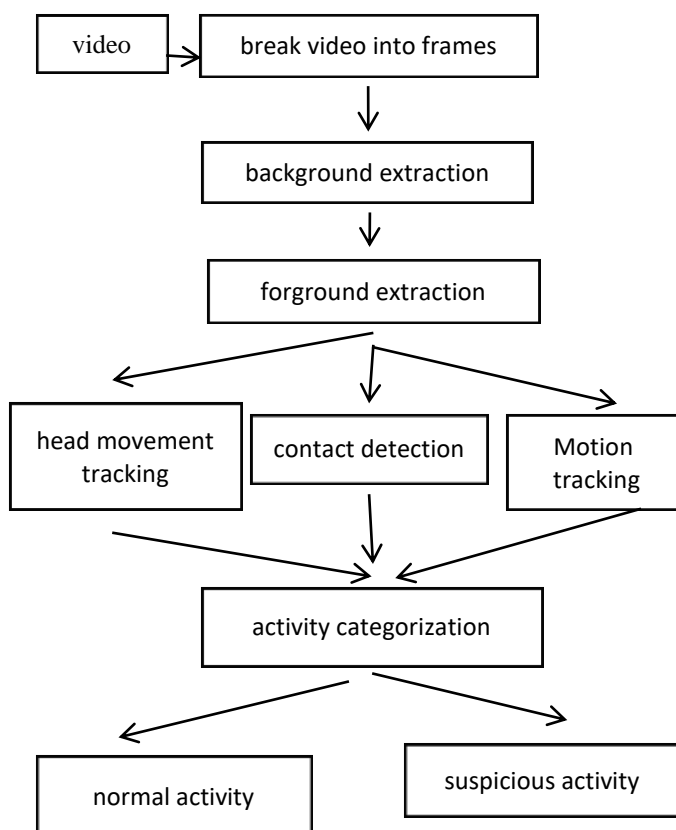 video
break video into frames
background extraction
forground extraction
head movement
tracking
contact detection
Motion
tracking
activity categorization
normal activity
suspicious activity